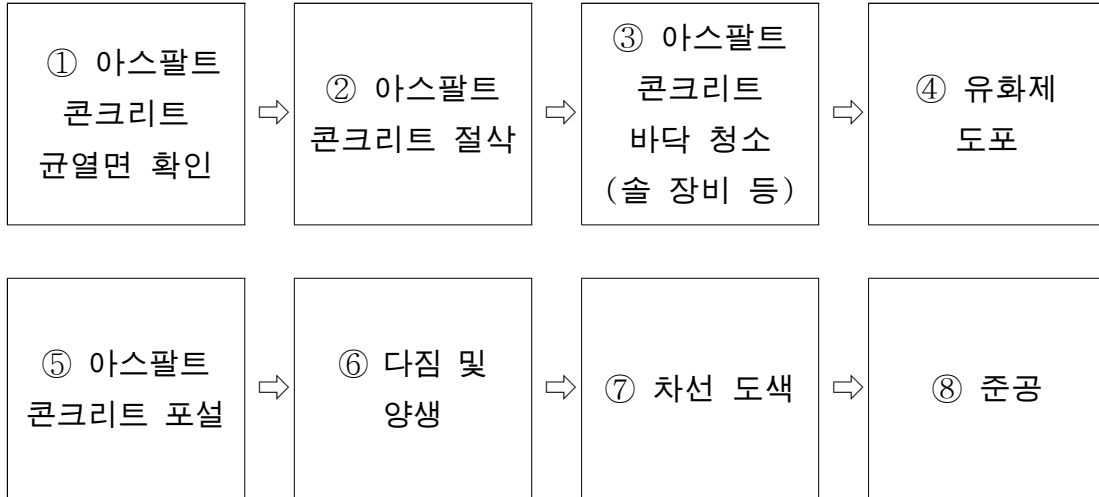 ① 아스팔트
콘크리트
균열면 확인
⇨
② 아스팔트
콘크리트 절삭
⇨
③ 아스팔트
콘크리트
바닥 청소
(솔 장비 등)
⇨
④ 유화제
도포
⑤ 아스팔트
콘크리트 포설
⇨
⑥ 다짐 및
양생
⇨
⑦ 차선 도색
⇨
⑧ 준공